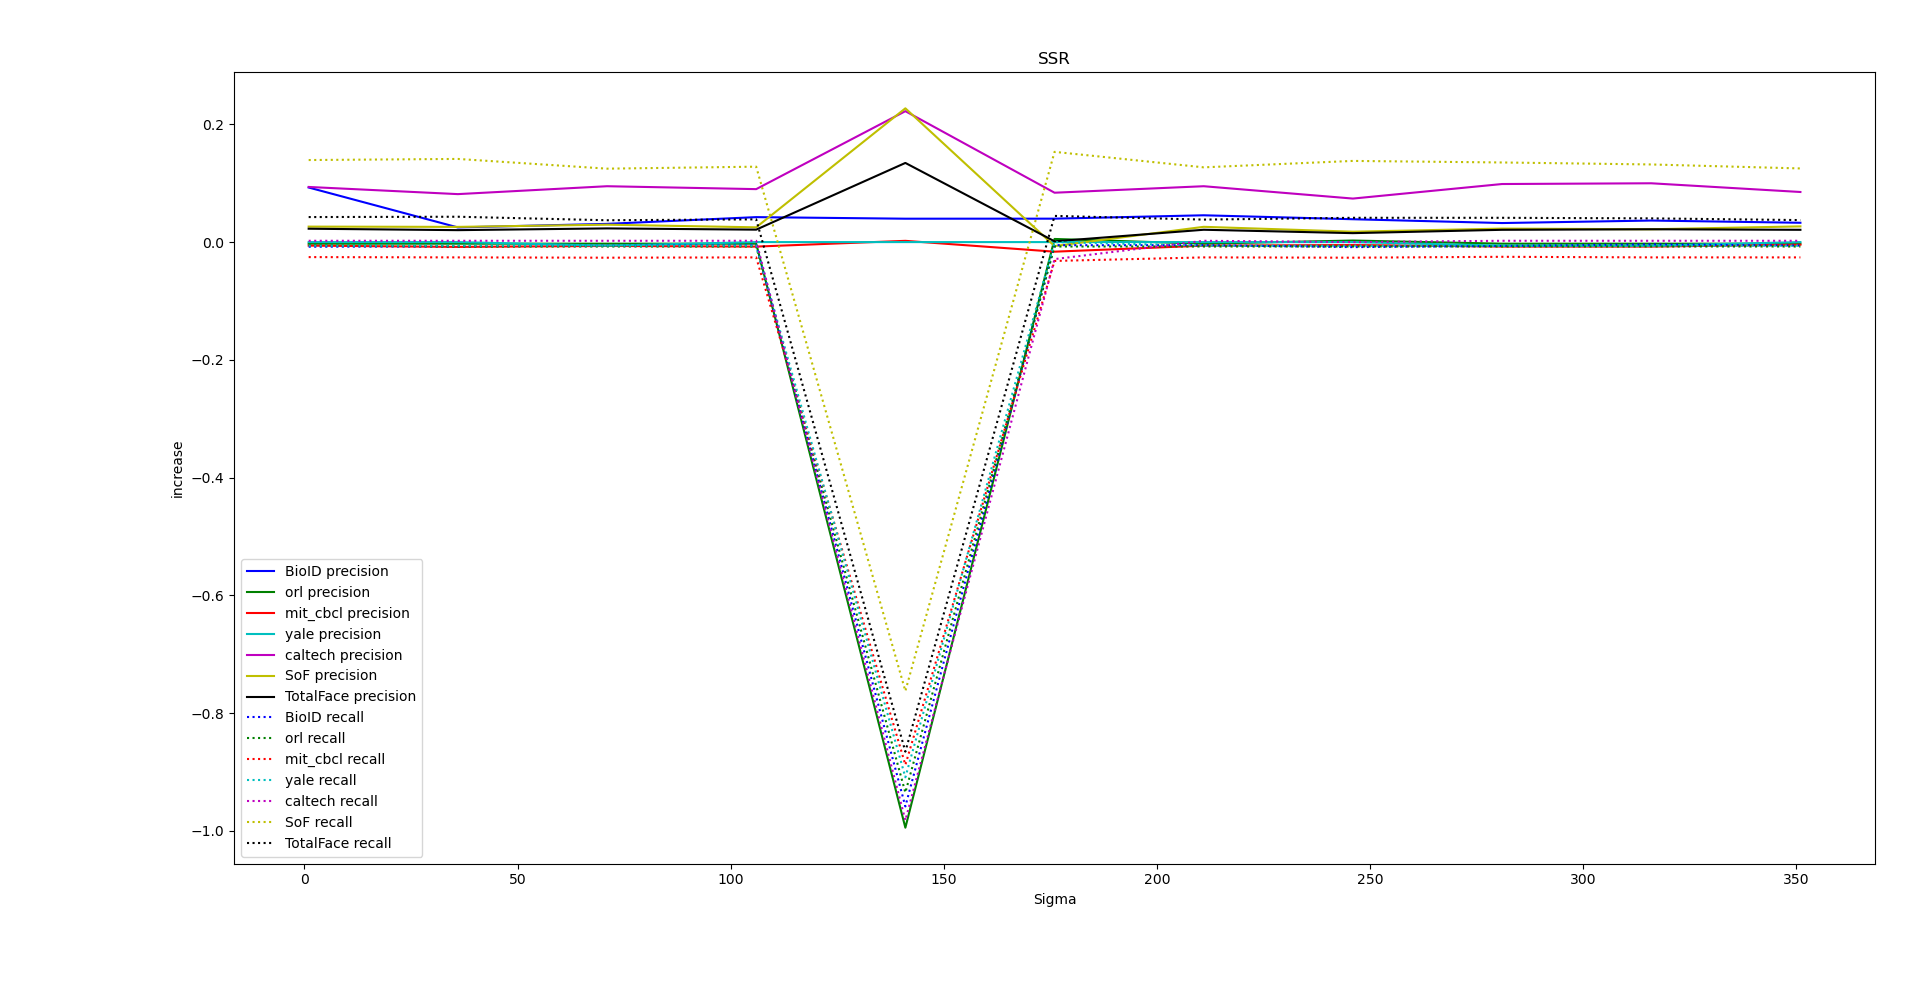 SSR
0.2
0.0
−0.2
−0.4
−0.6
−0.8
−1.0
increase
BioID precision
orl precision
mit_cbcl precision
yale precision
caltech precision
SoF precision
TotalFace precision
BioID recall
orl recall
mit_cbcl recall
yale recall
caltech recall
SoF recall
TotalFace recall
0 50 100 150 200 250 300 350
Sigma